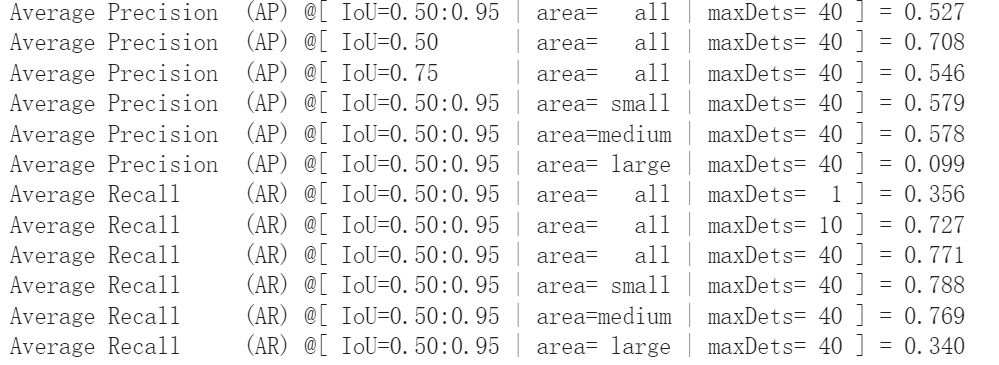 Average Precision  (AP) @[ IoU=0.50:0.95 | area=   all | maxDets= 40 ] = 0.527
Average Precision  (AP) @[ IoU=0.50      | area=   all | maxDets= 40 ] = 0.708
Average Precision  (AP) @[ IoU=0.75      | area=   all | maxDets= 40 ] = 0.546
Average Precision  (AP) @[ IoU=0.50:0.95 | area= small | maxDets= 40 ] = 0.579
Average Precision  (AP) @[ IoU=0.50:0.95 | area=medium | maxDets= 40 ] = 0.578
Average Precision  (AP) @[ IoU=0.50:0.95 | area= large | maxDets= 40 ] = 0.099
Average Recall     (AR) @[ IoU=0.50:0.95 | area=   all | maxDets=  1 ] = 0.356
Average Recall     (AR) @[ IoU=0.50:0.95 | area=   all | maxDets= 10 ] = 0.727
Average Recall     (AR) @[ IoU=0.50:0.95 | area=   all | maxDets= 40 ] = 0.771
Average Recall     (AR) @[ IoU=0.50:0.95 | area= small | maxDets= 40 ] = 0.788
Average Recall     (AR) @[ IoU=0.50:0.95 | area=medium | maxDets= 40 ] = 0.769
Average Recall     (AR) @[ IoU=0.50:0.95 | area= large | maxDets= 40 ] = 0.340